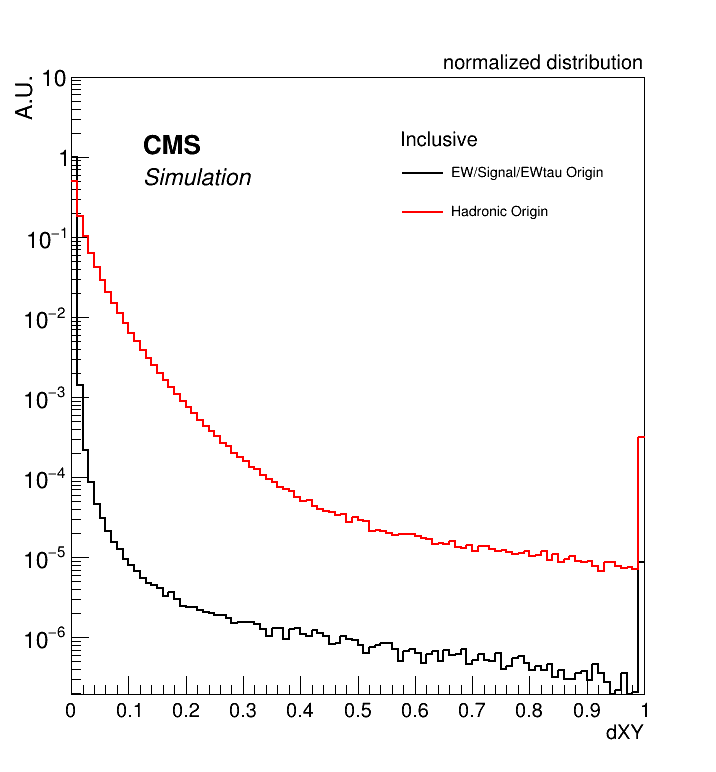 normalized distribution
A.U.
10
1
10⁻¹
10⁻²
10⁻³
10⁻⁴
10⁻⁵
10⁻⁶
CMS
Simulation
Inclusive
EW/Signal/EWtau Origin
Hadronic Origin
0 0.1 0.2 0.3 0.4 0.5 0.6 0.7 0.8 0.9 1
dXY